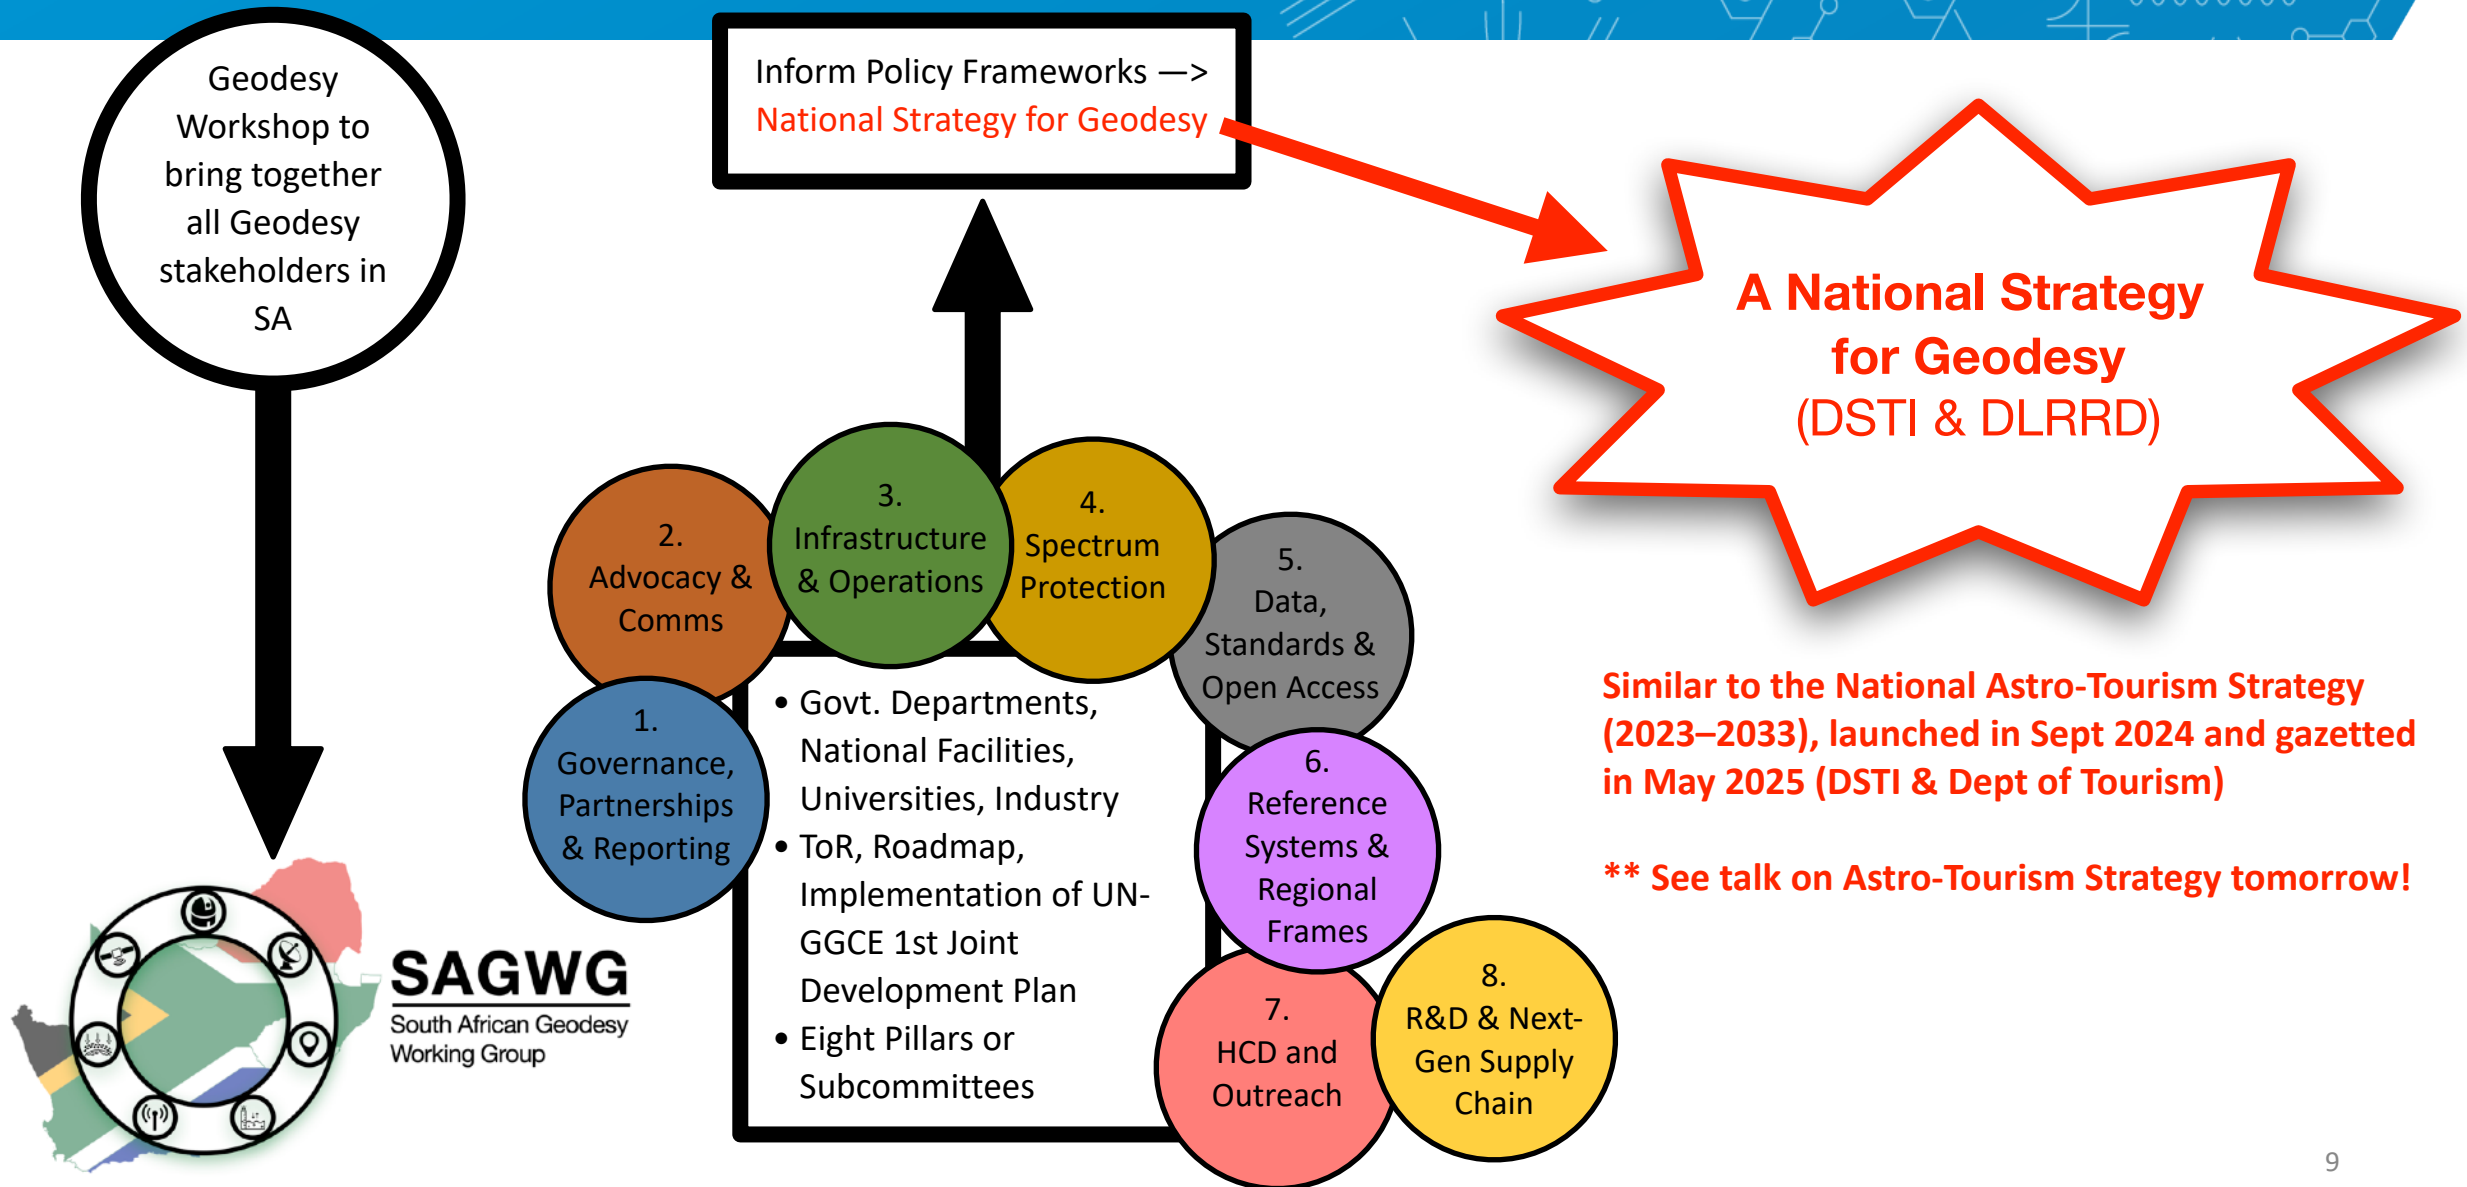 Geodesy
Workshop to
bring together
all Geodesy
stakeholders in
SA
Inform Policy Frameworks —>
National Strategy for Geodesy
A National Strategy
for Geodesy
(DSTI & DLRRD)
Similar to the National Astro-Tourism Strategy
(2023–2033), launched in Sept 2024 and gazetted
in May 2025 (DSTI & Dept of Tourism)
** See talk on Astro-Tourism Strategy tomorrow!
1.
Governance,
Partnerships
& Reporting
2.
Advocacy &
Comms
3.
Infrastructure
& Operations
4.
Spectrum
Protection
5.
Data,
Standards &
Open Access
6.
Reference
Systems &
Regional
Frames
7.
HCD and
Outreach
8.
R&D & Next-
Gen Supply
Chain
• Govt. Departments,
National Facilities,
Universities, Industry
• ToR, Roadmap,
Implementation of UN-
GGCE 1st Joint
Development Plan
• Eight Pillars or
Subcommittees
SAGWG
South African Geodesy
Working Group
9